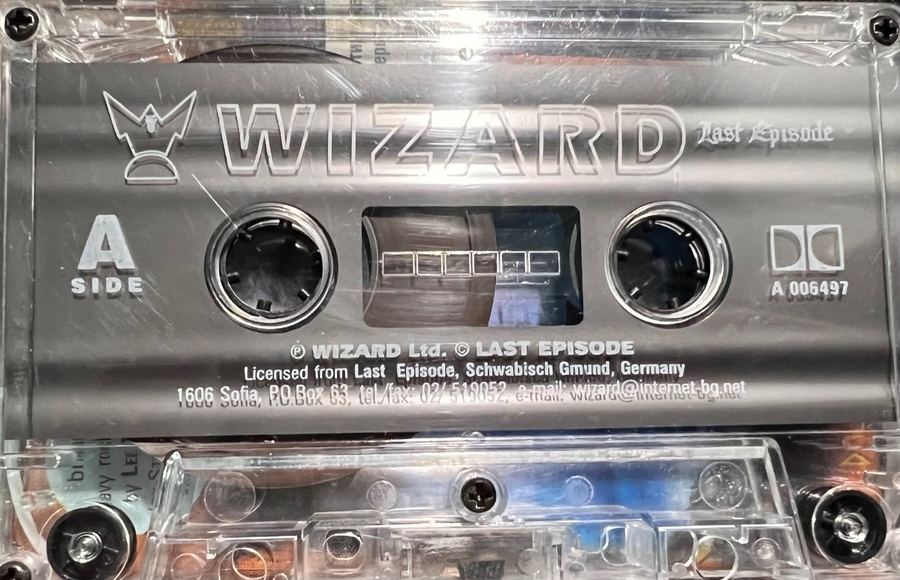 WIZARD Last Episode
A
SIDE
A 006497
℗ WIZARD Ltd. © LAST EPISODE
Licensed from Last Episode, Schwabisch Gmund, Germany
1606 Sofia, P.O.Box 63, tel/fax: 02/ 519052, e-mail: wizard@internet-bg.net